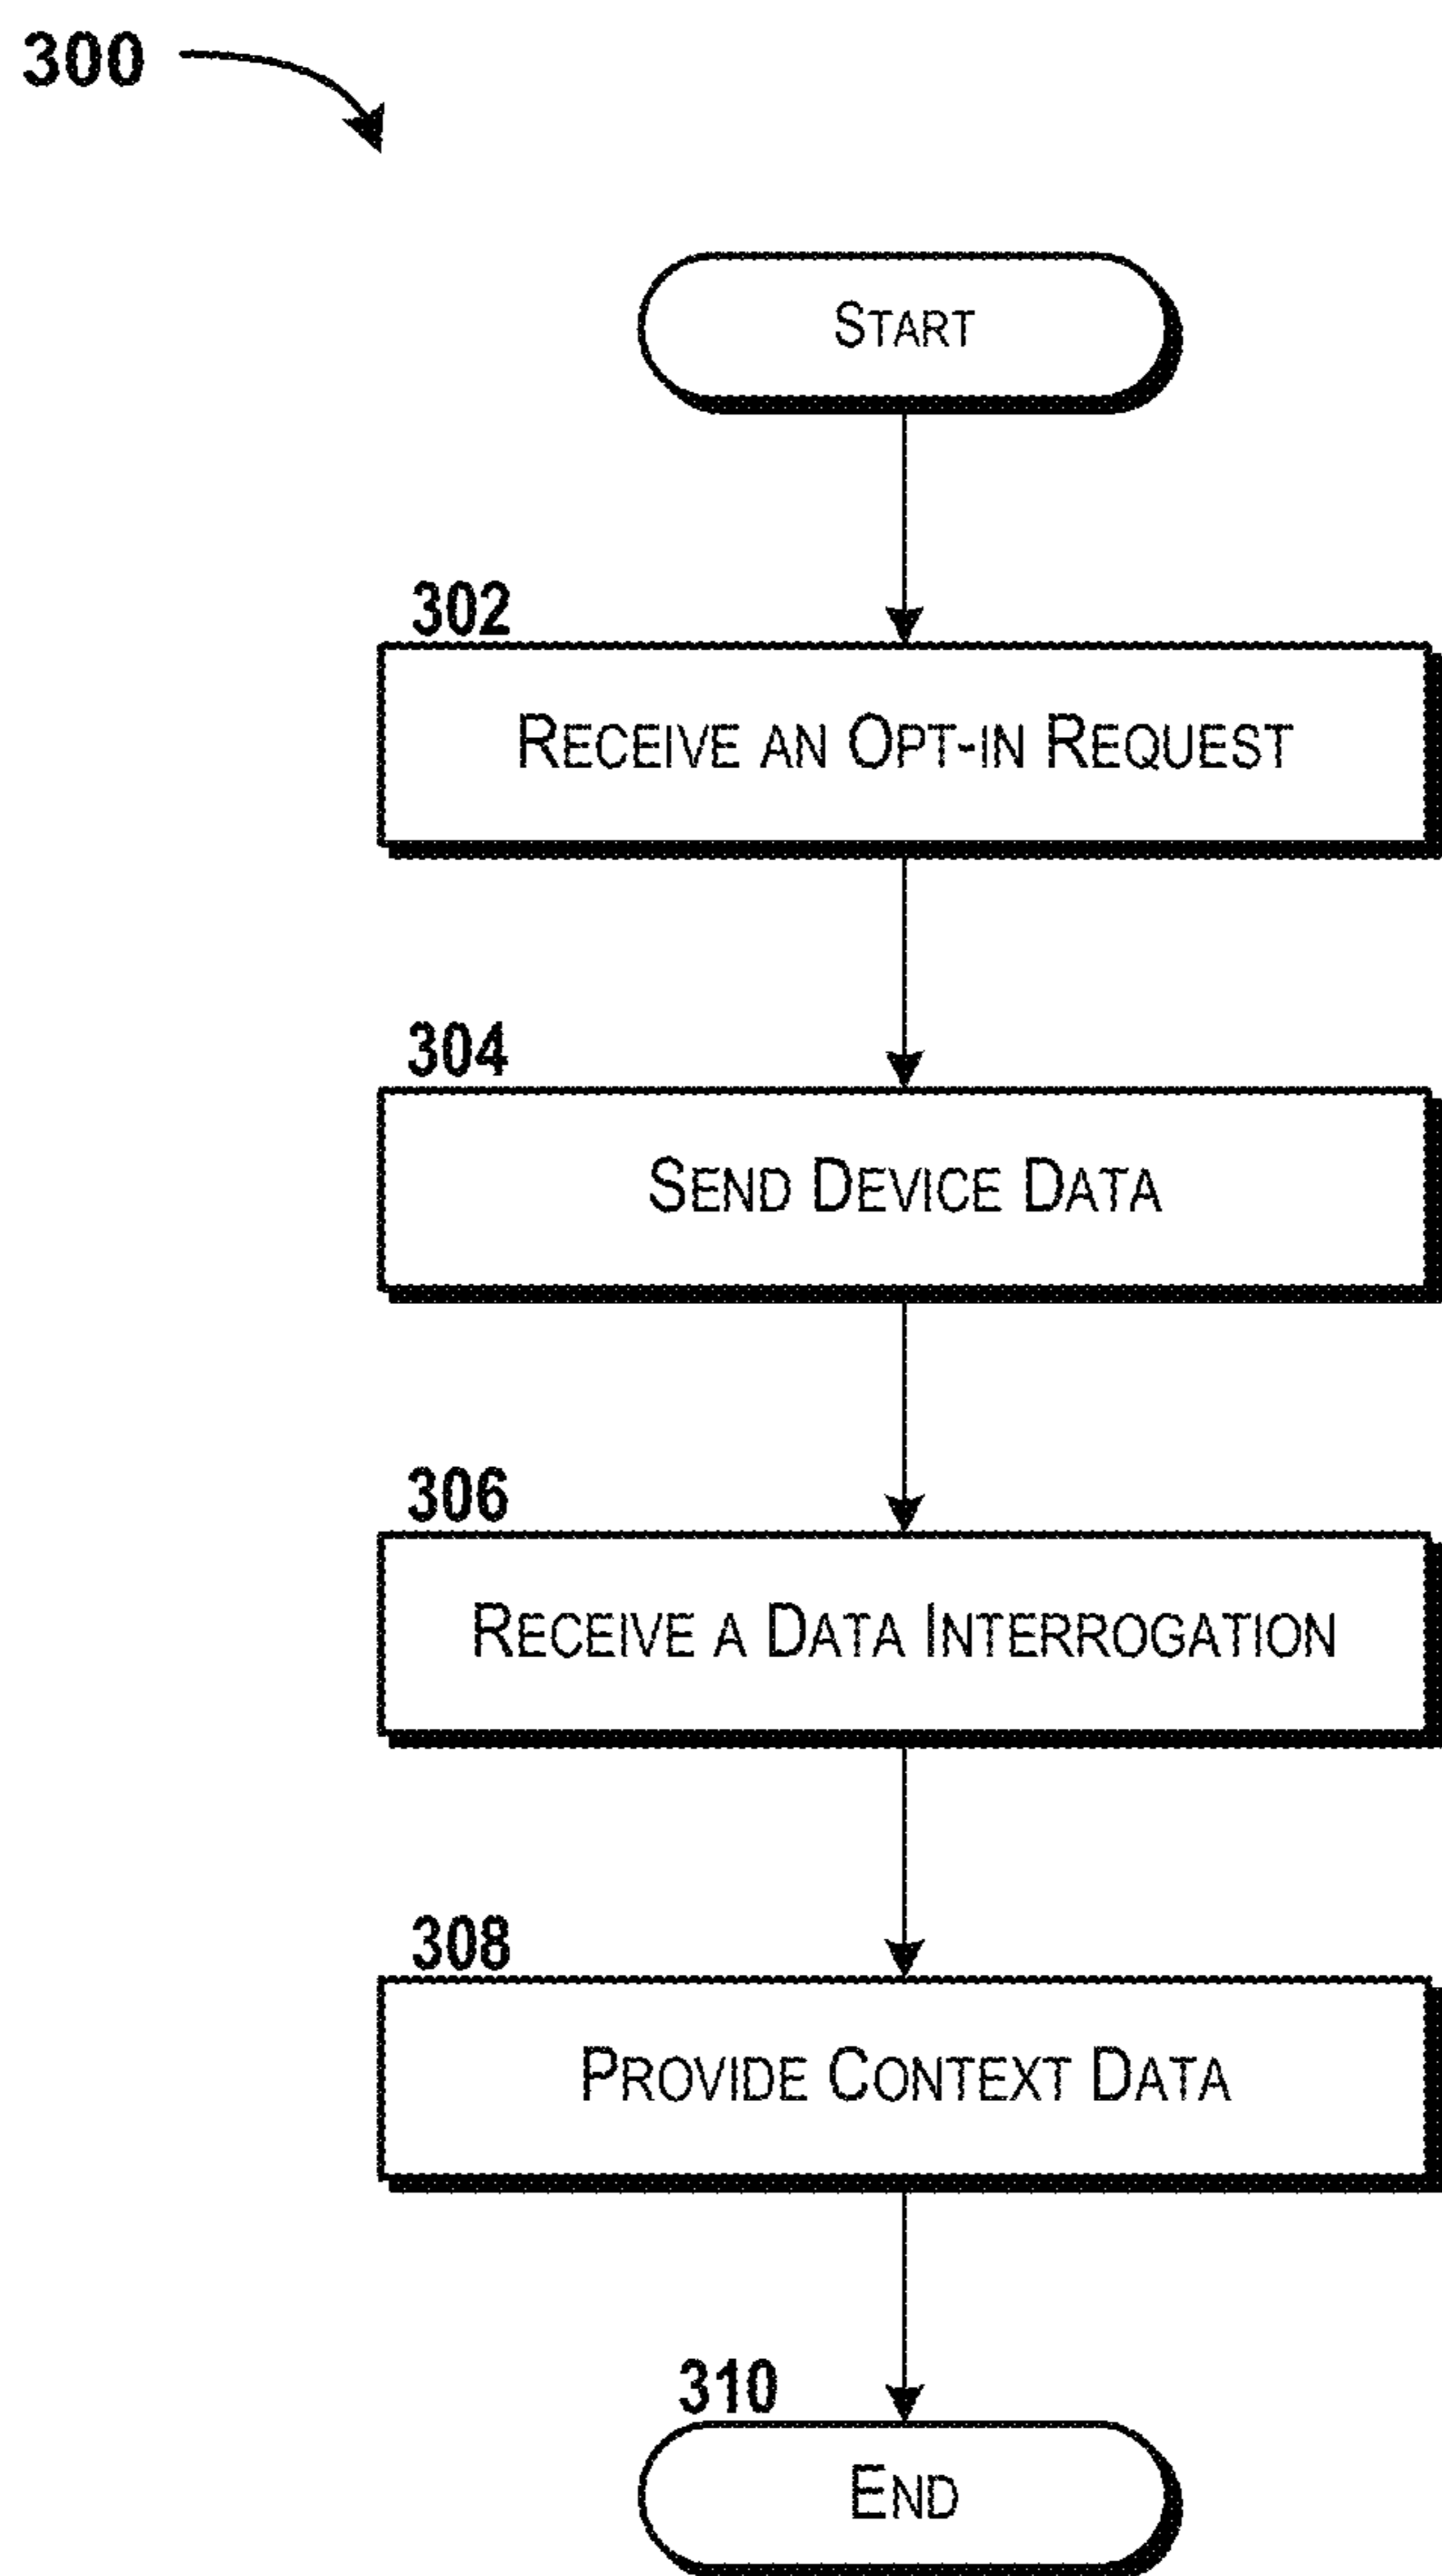 300
START
302
RECEIVE AN OPT-IN REQUEST
304
SEND DEVICE DATA
306
RECEIVE A DATA INTERROGATION
308
PROVIDE CONTEXT DATA
310
END